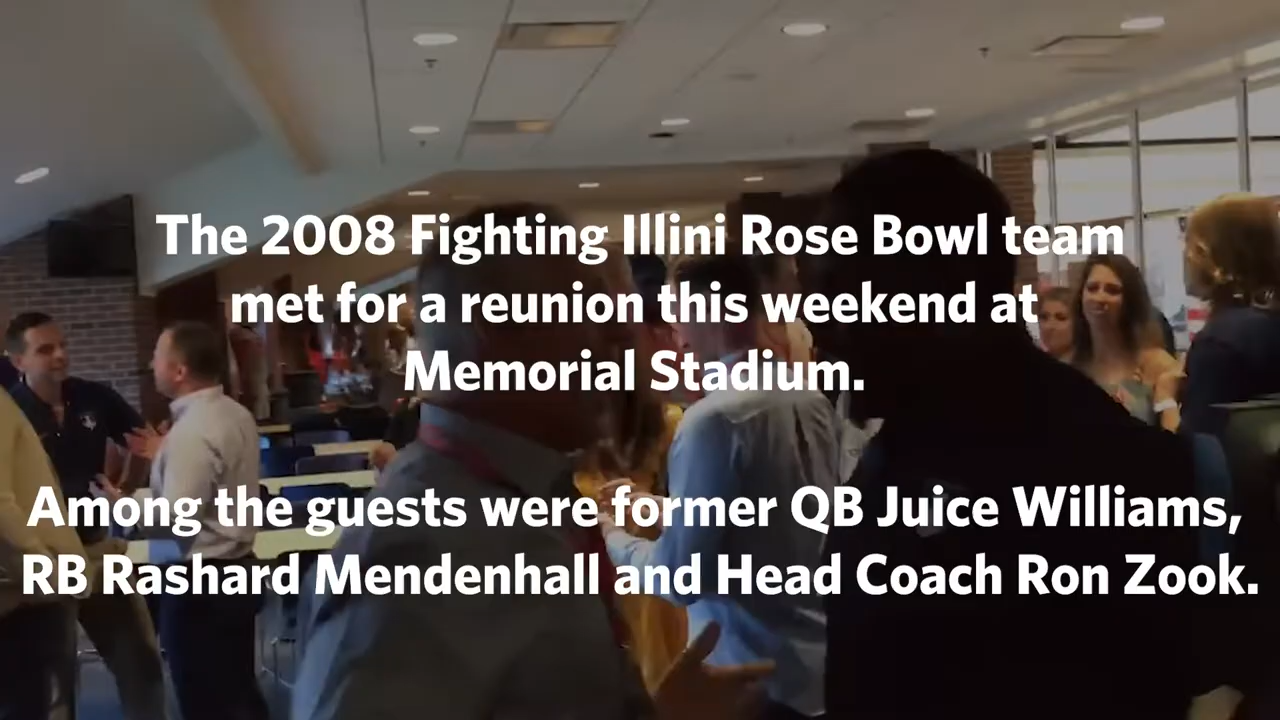 The 2008 Fighting Illini Rose Bowl team
met for a reunion this weekend at
Memorial Stadium.
Among the guests were former QB Juice Williams,
RB Rashard Mendenhall and Head Coach Ron Zook.